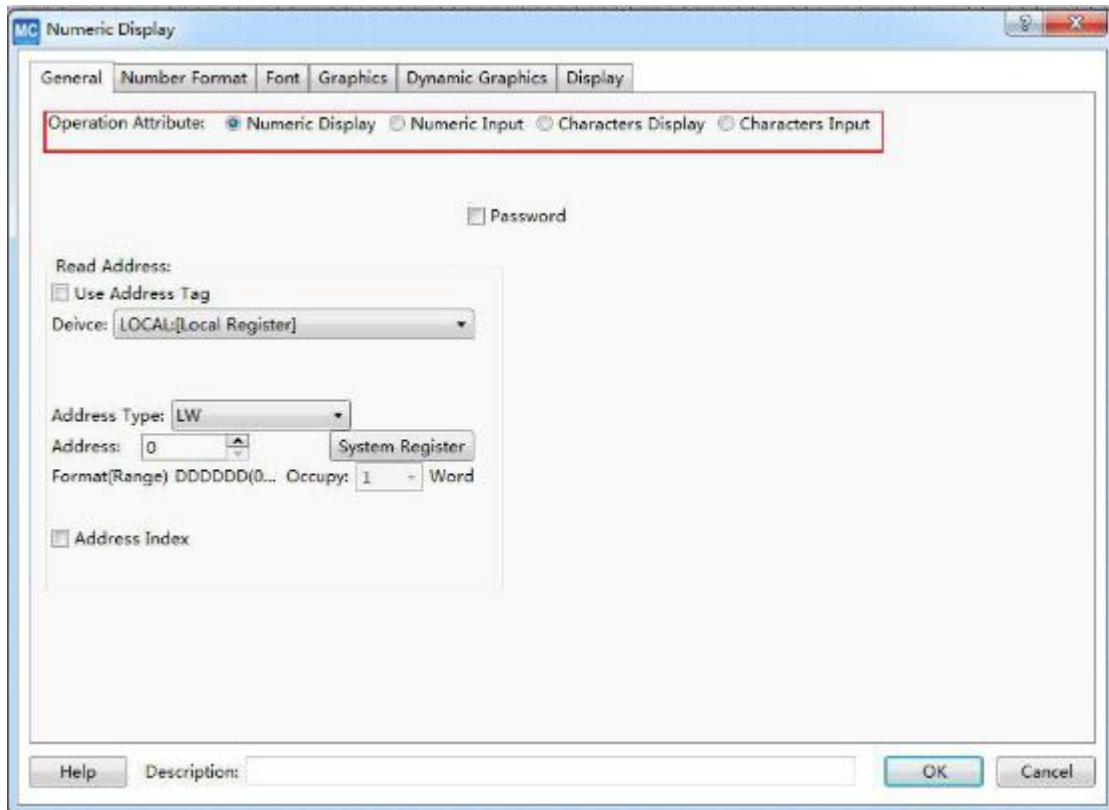 MC Numeric Display
General Number Format Font Graphics Dynamic Graphics Display
Operation Attribute: Numeric Display Numeric Input Characters Display Characters Input
Password
Read Address:
Use Address Tag
Deivce: LOCAL:[Local Register]
Address Type: LW
Address: 0 System Register
Format(Range) DDDDDD(0... Occupy: 1 Word
Address Index
Help Description: OK Cancel